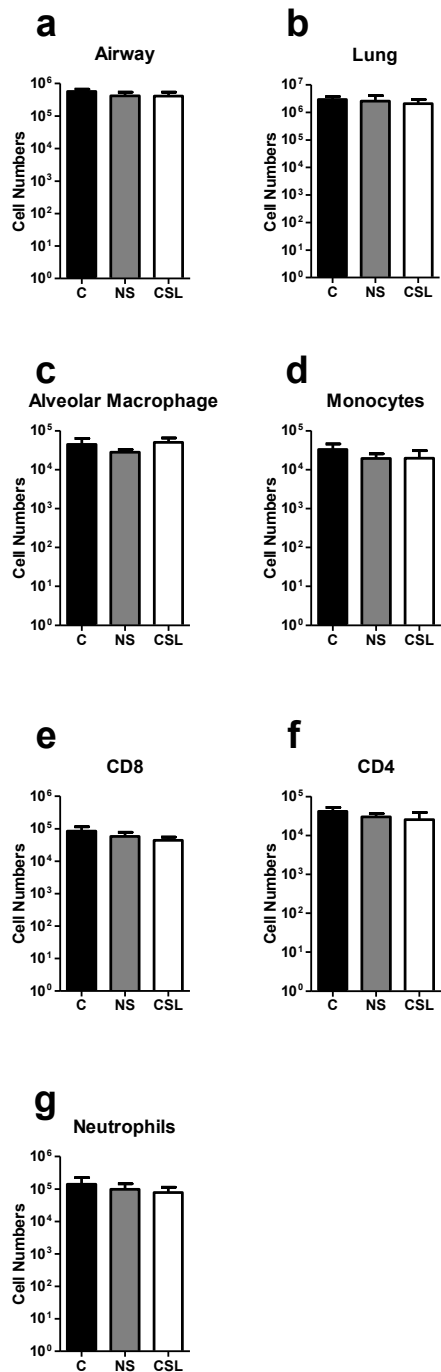 a
Airway
Cell Numbers
10⁶
10⁵
10⁴
10³
10²
10¹
10⁰
C NS CSL
b
Lung
Cell Numbers
10⁷
10⁶
10⁵
10⁴
10³
10²
10¹
10⁰
C NS CSL
c
Alveolar Macrophage
Cell Numbers
10⁵
10⁴
10³
10²
10¹
10⁰
C NS CSL
d
Monocytes
Cell Numbers
10⁵
10⁴
10³
10²
10¹
10⁰
C NS CSL
e
CD8
Cell Numbers
10⁶
10⁵
10⁴
10³
10²
10¹
10⁰
C NS CSL
f
CD4
Cell Numbers
10⁵
10⁴
10³
10²
10¹
10⁰
C NS CSL
g
Neutrophils
Cell Numbers
10⁶
10⁵
10⁴
10³
10²
10¹
10⁰
C NS CSL